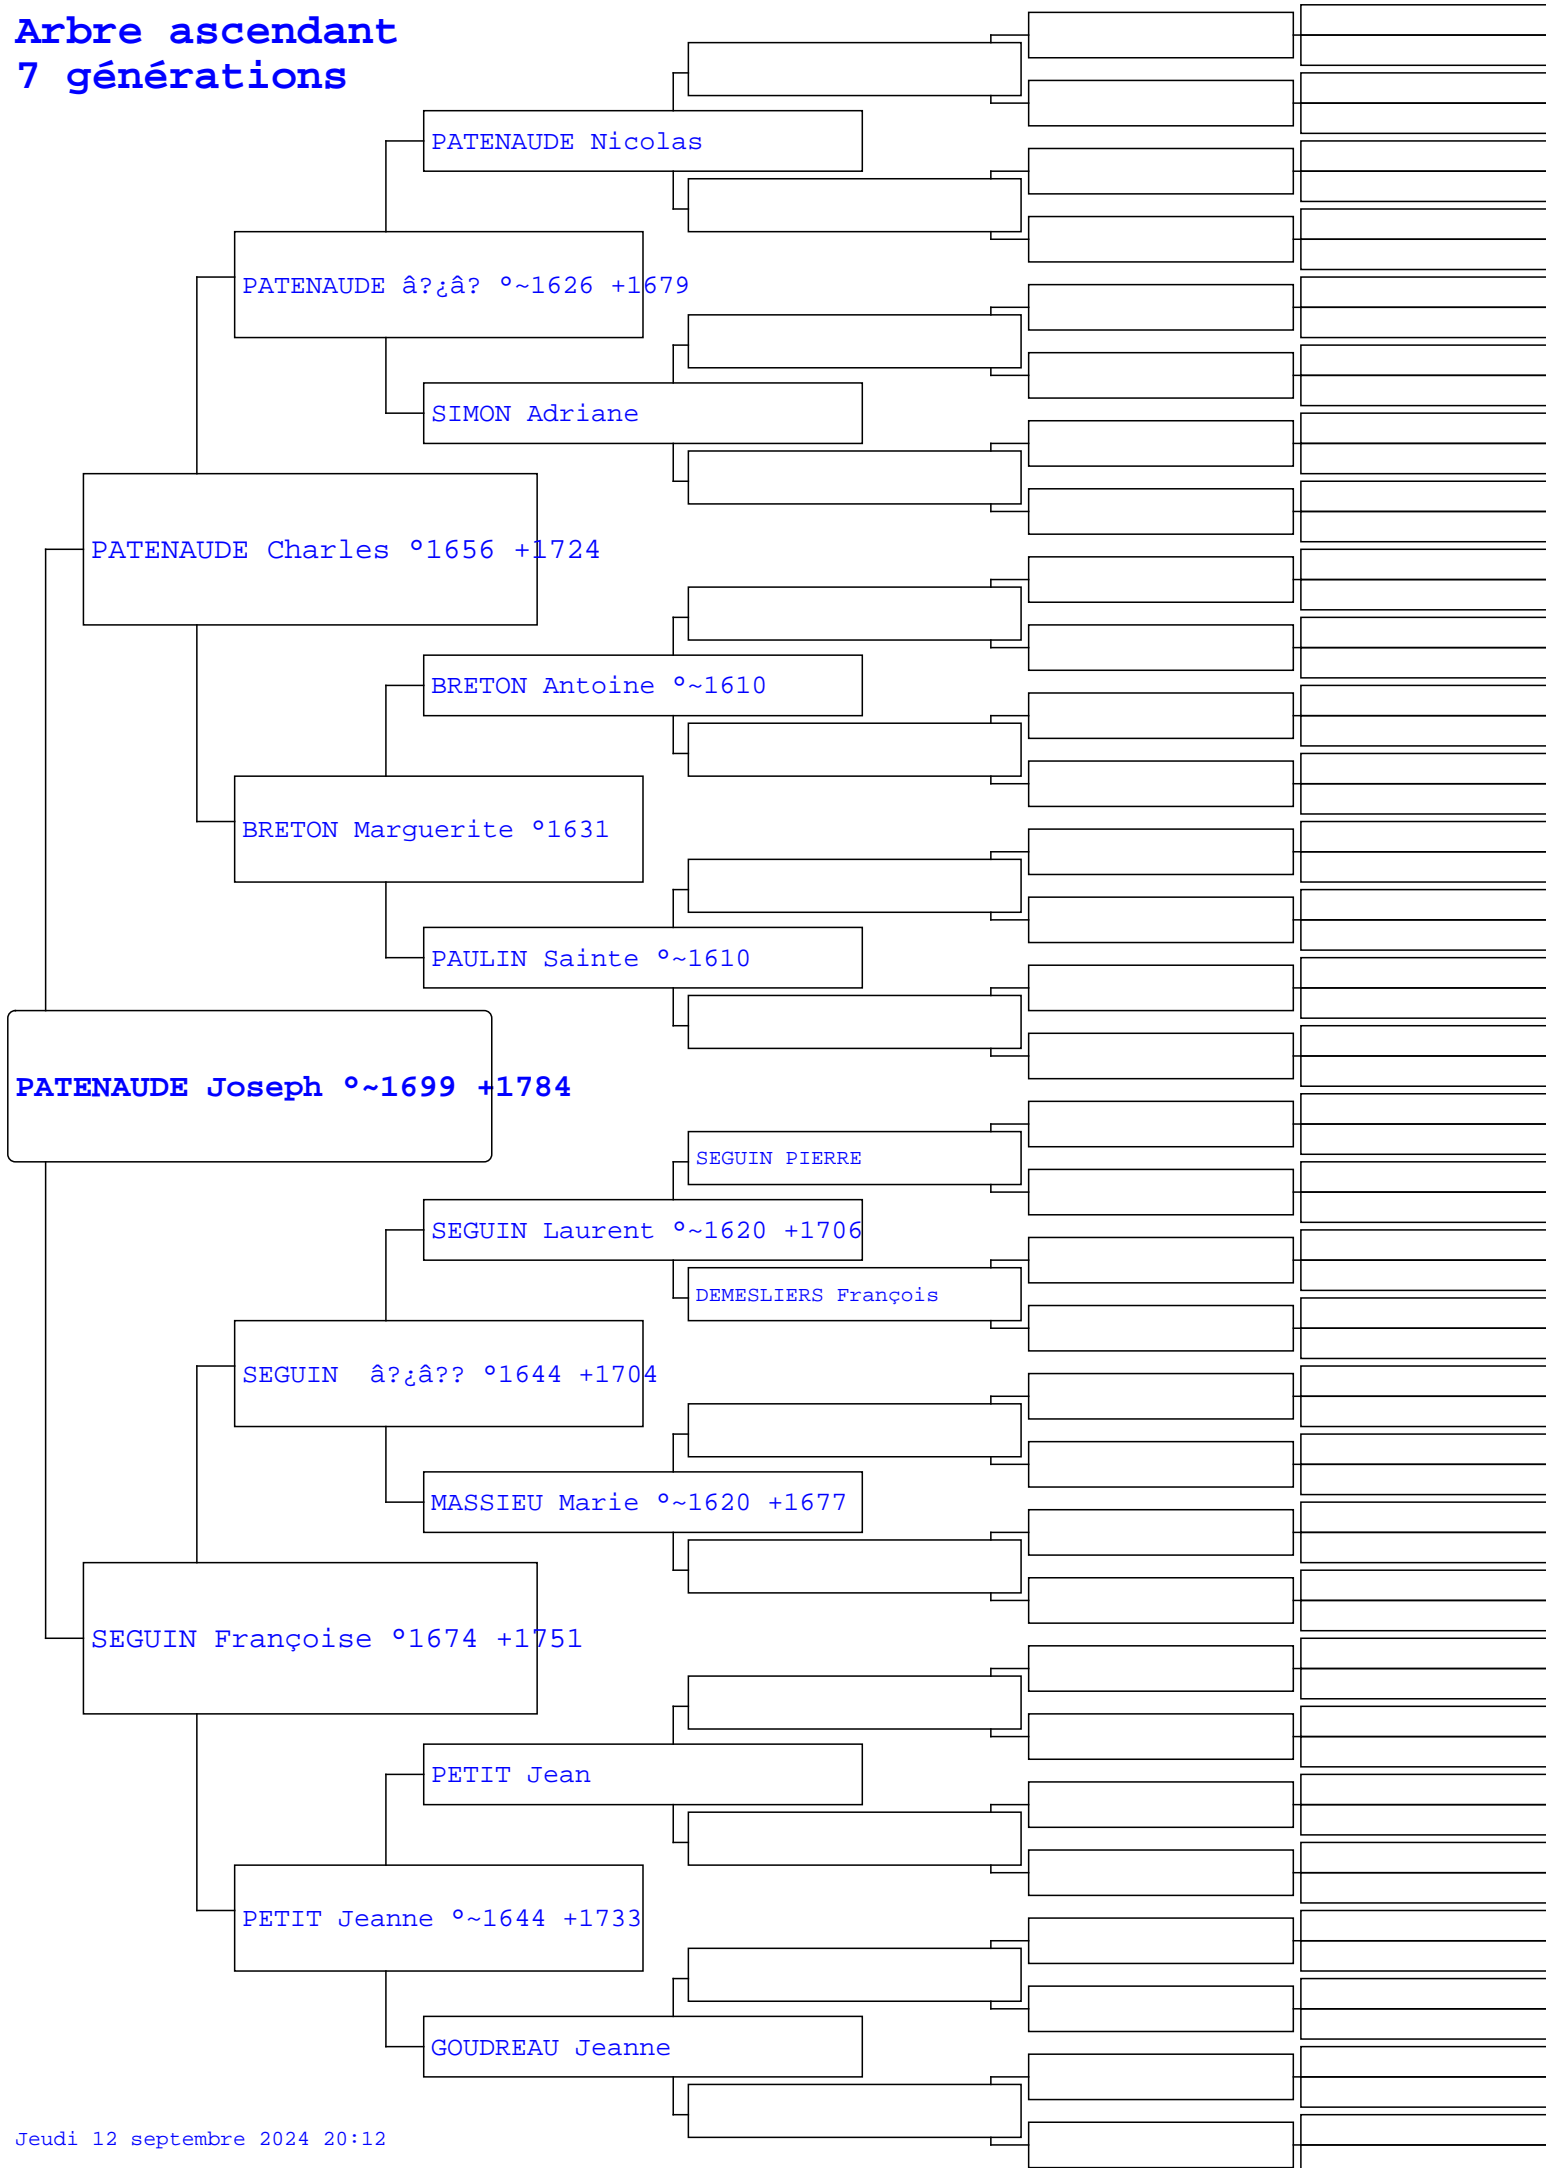 Arbre ascendant
7 générations
PATENAUDE Nicolas
PATENAUDE â?¿â? °~1626 +1679
SIMON Adriane
PATENAUDE Charles °1656 +1724
BRETON Antoine °~1610
BRETON Marguerite °1631
PAULIN Sainte °~1610
PATENAUDE Joseph °~1699 +1784
SEGUIN PIERRE
SEGUIN Laurent °~1620 +1706
DEMESLIERS François
SEGUIN  â?¿â?? °1644 +1704
MASSIEU Marie °~1620 +1677
SEGUIN Françoise °1674 +1751
PETIT Jean
PETIT Jeanne °~1644 +1733
GOUDREAU Jeanne
Jeudi 12 septembre 2024 20:12